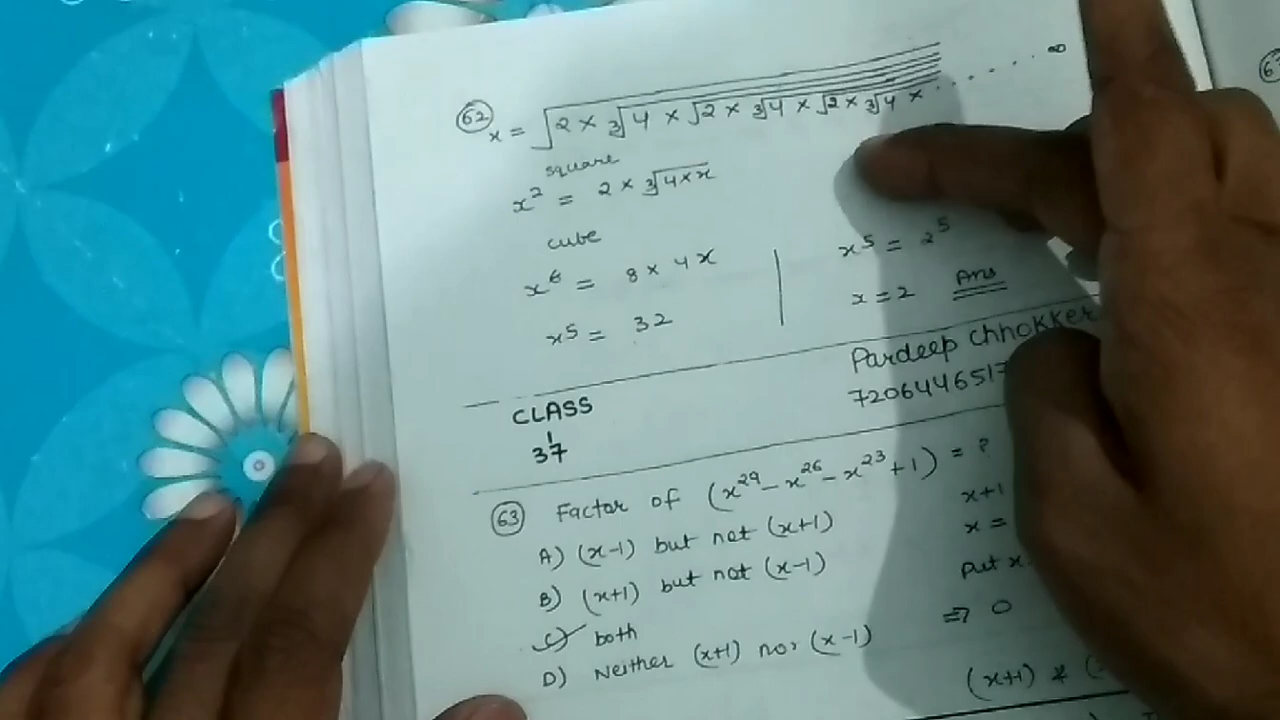 62 x = √2 × ∛4 × √2 × ∛4 × √2 × ∛4 × ...... ∞
square
x² = 2 × ∛4 × x
cube
x⁶ = 8 × 4x
x⁵ = 32
x⁵ = 2⁵
x = 2 Ans
CLASS
37
Pardeep Chhokker
7206446517
63 Factor of (x²⁹ - x²⁶ - x²³ + 1) = ?
A) (x-1) but not (x+1)
B) (x+1) but not (x-1)
C) both
D) Neither (x+1) nor (x-1)
x+1
x =
Put x
⇒ 0
(x+1) &